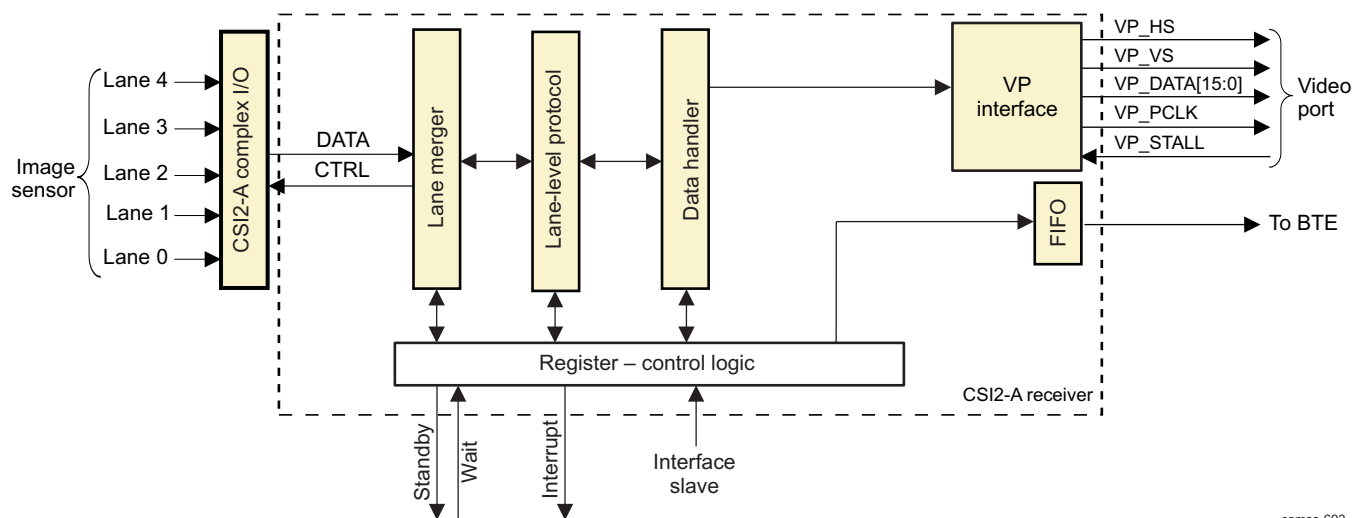 Image
sensor
Lane 4
Lane 3
Lane 2
Lane 1
Lane 0
CSI2-A complex I/O
DATA
CTRL
Lane merger
Lane-level protocol
Data handler
VP
interface
VP_HS
VP_VS
VP_DATA[15:0]
VP_PCLK
VP_STALL
Video
port
FIFO
To BTE
Register – control logic
CSI2-A receiver
Standby
Wait
Interrupt
Interface
slave